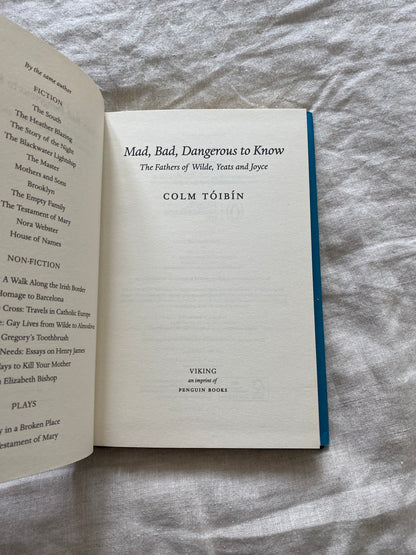 By the same author
FICTION
The South
The Heather Blazing
The Story of the Night
The Blackwater Lightship
The Master
Mothers and Sons
Brooklyn
The Empty Family
The Testament of Mary
Nora Webster
House of Names
NON-FICTION
A Walk Along the Irish Border
Homage to Barcelona
Cross: Travels in Catholic Europe
Gay Lives from Wilde to Almodóvar
Gregory's Toothbrush
Needs: Essays on Henry James
to Kill Your Mother
Elizabeth Bishop
PLAYS
in a Broken Place
Testament of Mary
Mad, Bad, Dangerous to Know
The Fathers of Wilde, Yeats and Joyce
COLM TÓIBÍN
VIKING
an imprint of
PENGUIN BOOKS